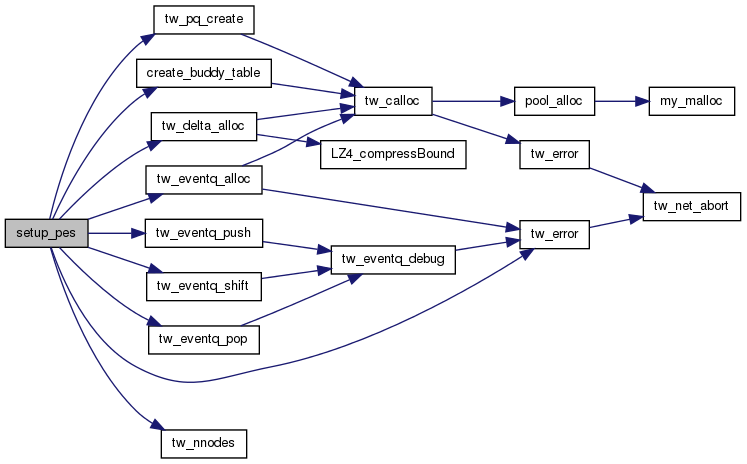 tw_pq_create
create_buddy_table
tw_calloc
pool_alloc
my_malloc
tw_delta_alloc
LZ4_compressBound
tw_error
tw_eventq_alloc
tw_net_abort
setup_pes
tw_eventq_push
tw_error
tw_eventq_debug
tw_eventq_shift
tw_eventq_pop
tw_nnodes